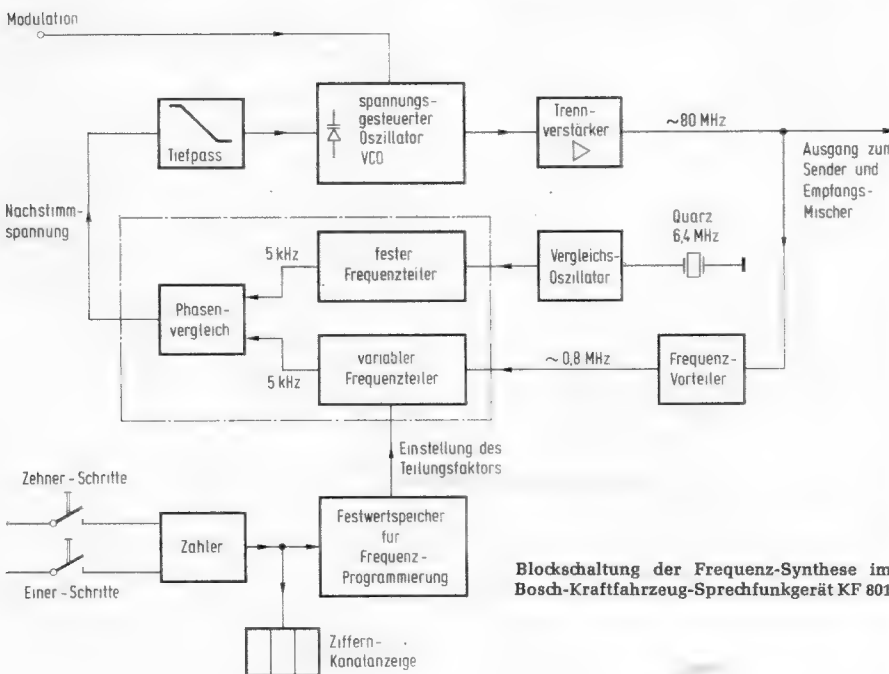 Modulation
Tiefpass
spannungs-
gesteuerter
Oszillator
VCO
Trenn-
verstärker
~80 MHz
Ausgang zum
Sender und
Empfangs-
Mischer
Nachstimm-
spannung
5 kHz
fester
Frequenzteiler
Vergleichs-
Oszillator
Quarz
6,4 MHz
Phasen-
vergleich
5 kHz
variabler
Frequenzteiler
~ 0,8 MHz
Frequenz-
Vorteiler
Einstellung des
Teilungsfaktors
Zehner - Schritte
Einer - Schritte
Zahler
Festwertspeicher
fur
Frequenz-
Programmierung
Ziffern-
Kanalanzeige
Blockschaltung der Frequenz-Synthese im
Bosch-Kraftfahrzeug-Sprechfunkgerät KF 801